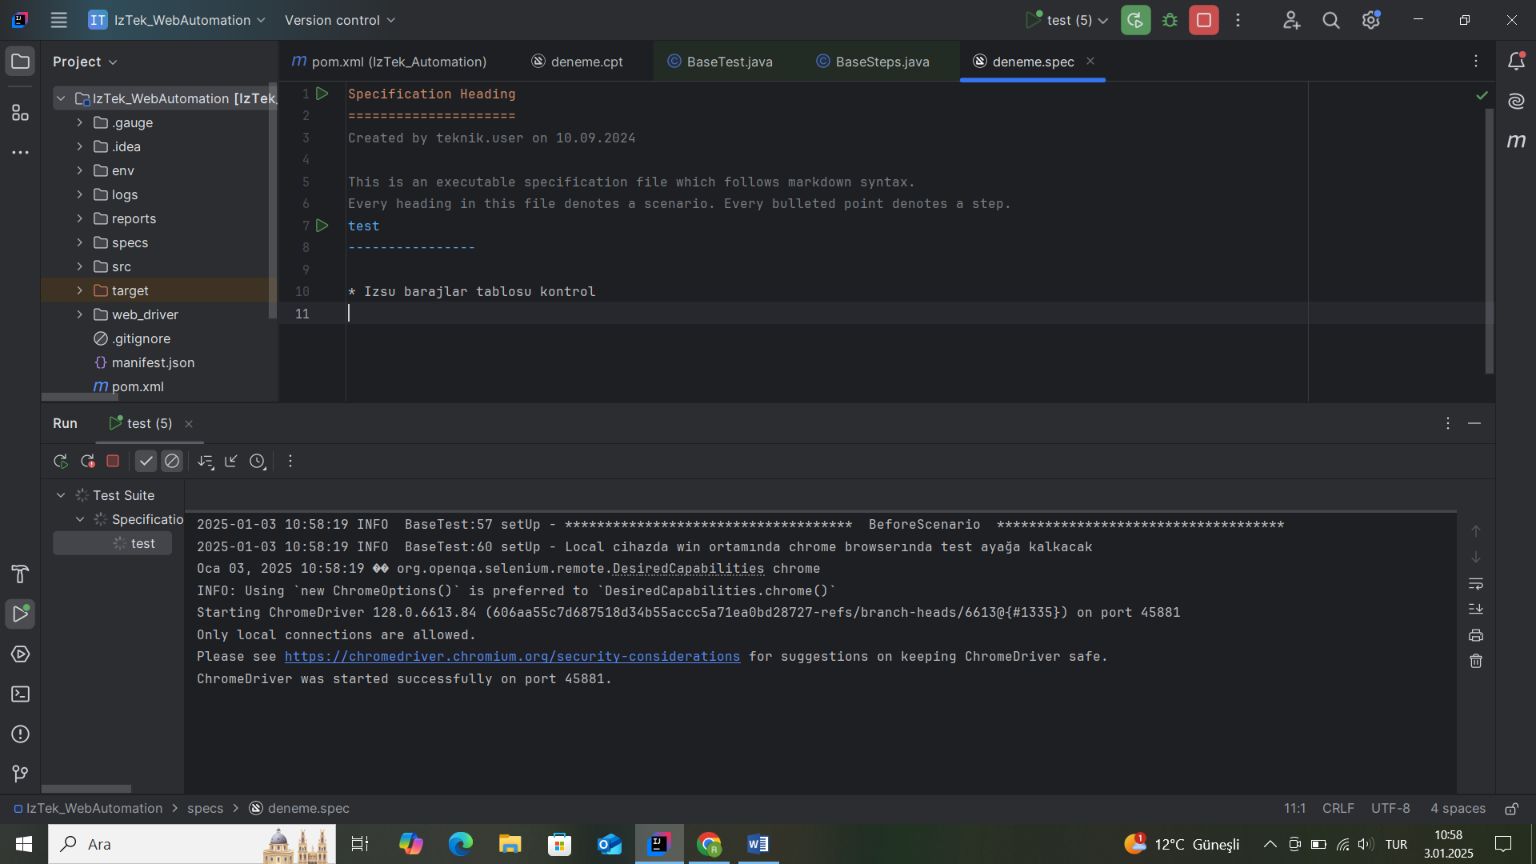 IT IzTek_WebAutomation Version control test (5)
Project
pom.xml (IzTek_Automation) deneme.cpt BaseTest.java BaseSteps.java deneme.spec
IzTek_WebAutomation [IzTek_
.gauge
.idea
env
logs
reports
specs
src
target
web_driver
.gitignore
manifest.json
pom.xml
1 Specification Heading
2 =====================
3 Created by teknik.user on 10.09.2024
4
5 This is an executable specification file which follows markdown syntax.
6 Every heading in this file denotes a scenario. Every bulleted point denotes a step.
7 test
8 ----------------
9
10 * Izsu barajlar tablosu kontrol
11
Run test (5)
Test Suite
Specificatio
test
2025-01-03 10:58:19 INFO BaseTest:57 setUp - ************************************ BeforeScenario ************************************
2025-01-03 10:58:19 INFO BaseTest:60 setUp - Local cihazda win ortamında chrome browserında test ayağa kalkacak
Oca 03, 2025 10:58:19 �� org.openqa.selenium.remote.DesiredCapabilities chrome
INFO: Using `new ChromeOptions()` is preferred to `DesiredCapabilities.chrome()`
Starting ChromeDriver 128.0.6613.84 (606aa55c7d687518d34b55accc5a71ea0bd28727-refs/branch-heads/6613@{#1335}) on port 45881
Only local connections are allowed.
Please see https://chromedriver.chromium.org/security-considerations for suggestions on keeping ChromeDriver safe.
ChromeDriver was started successfully on port 45881.
IzTek_WebAutomation > specs > deneme.spec 11:1 CRLF UTF-8 4 spaces
Ara 1 12°C Güneşli TUR 10:58
3.01.2025